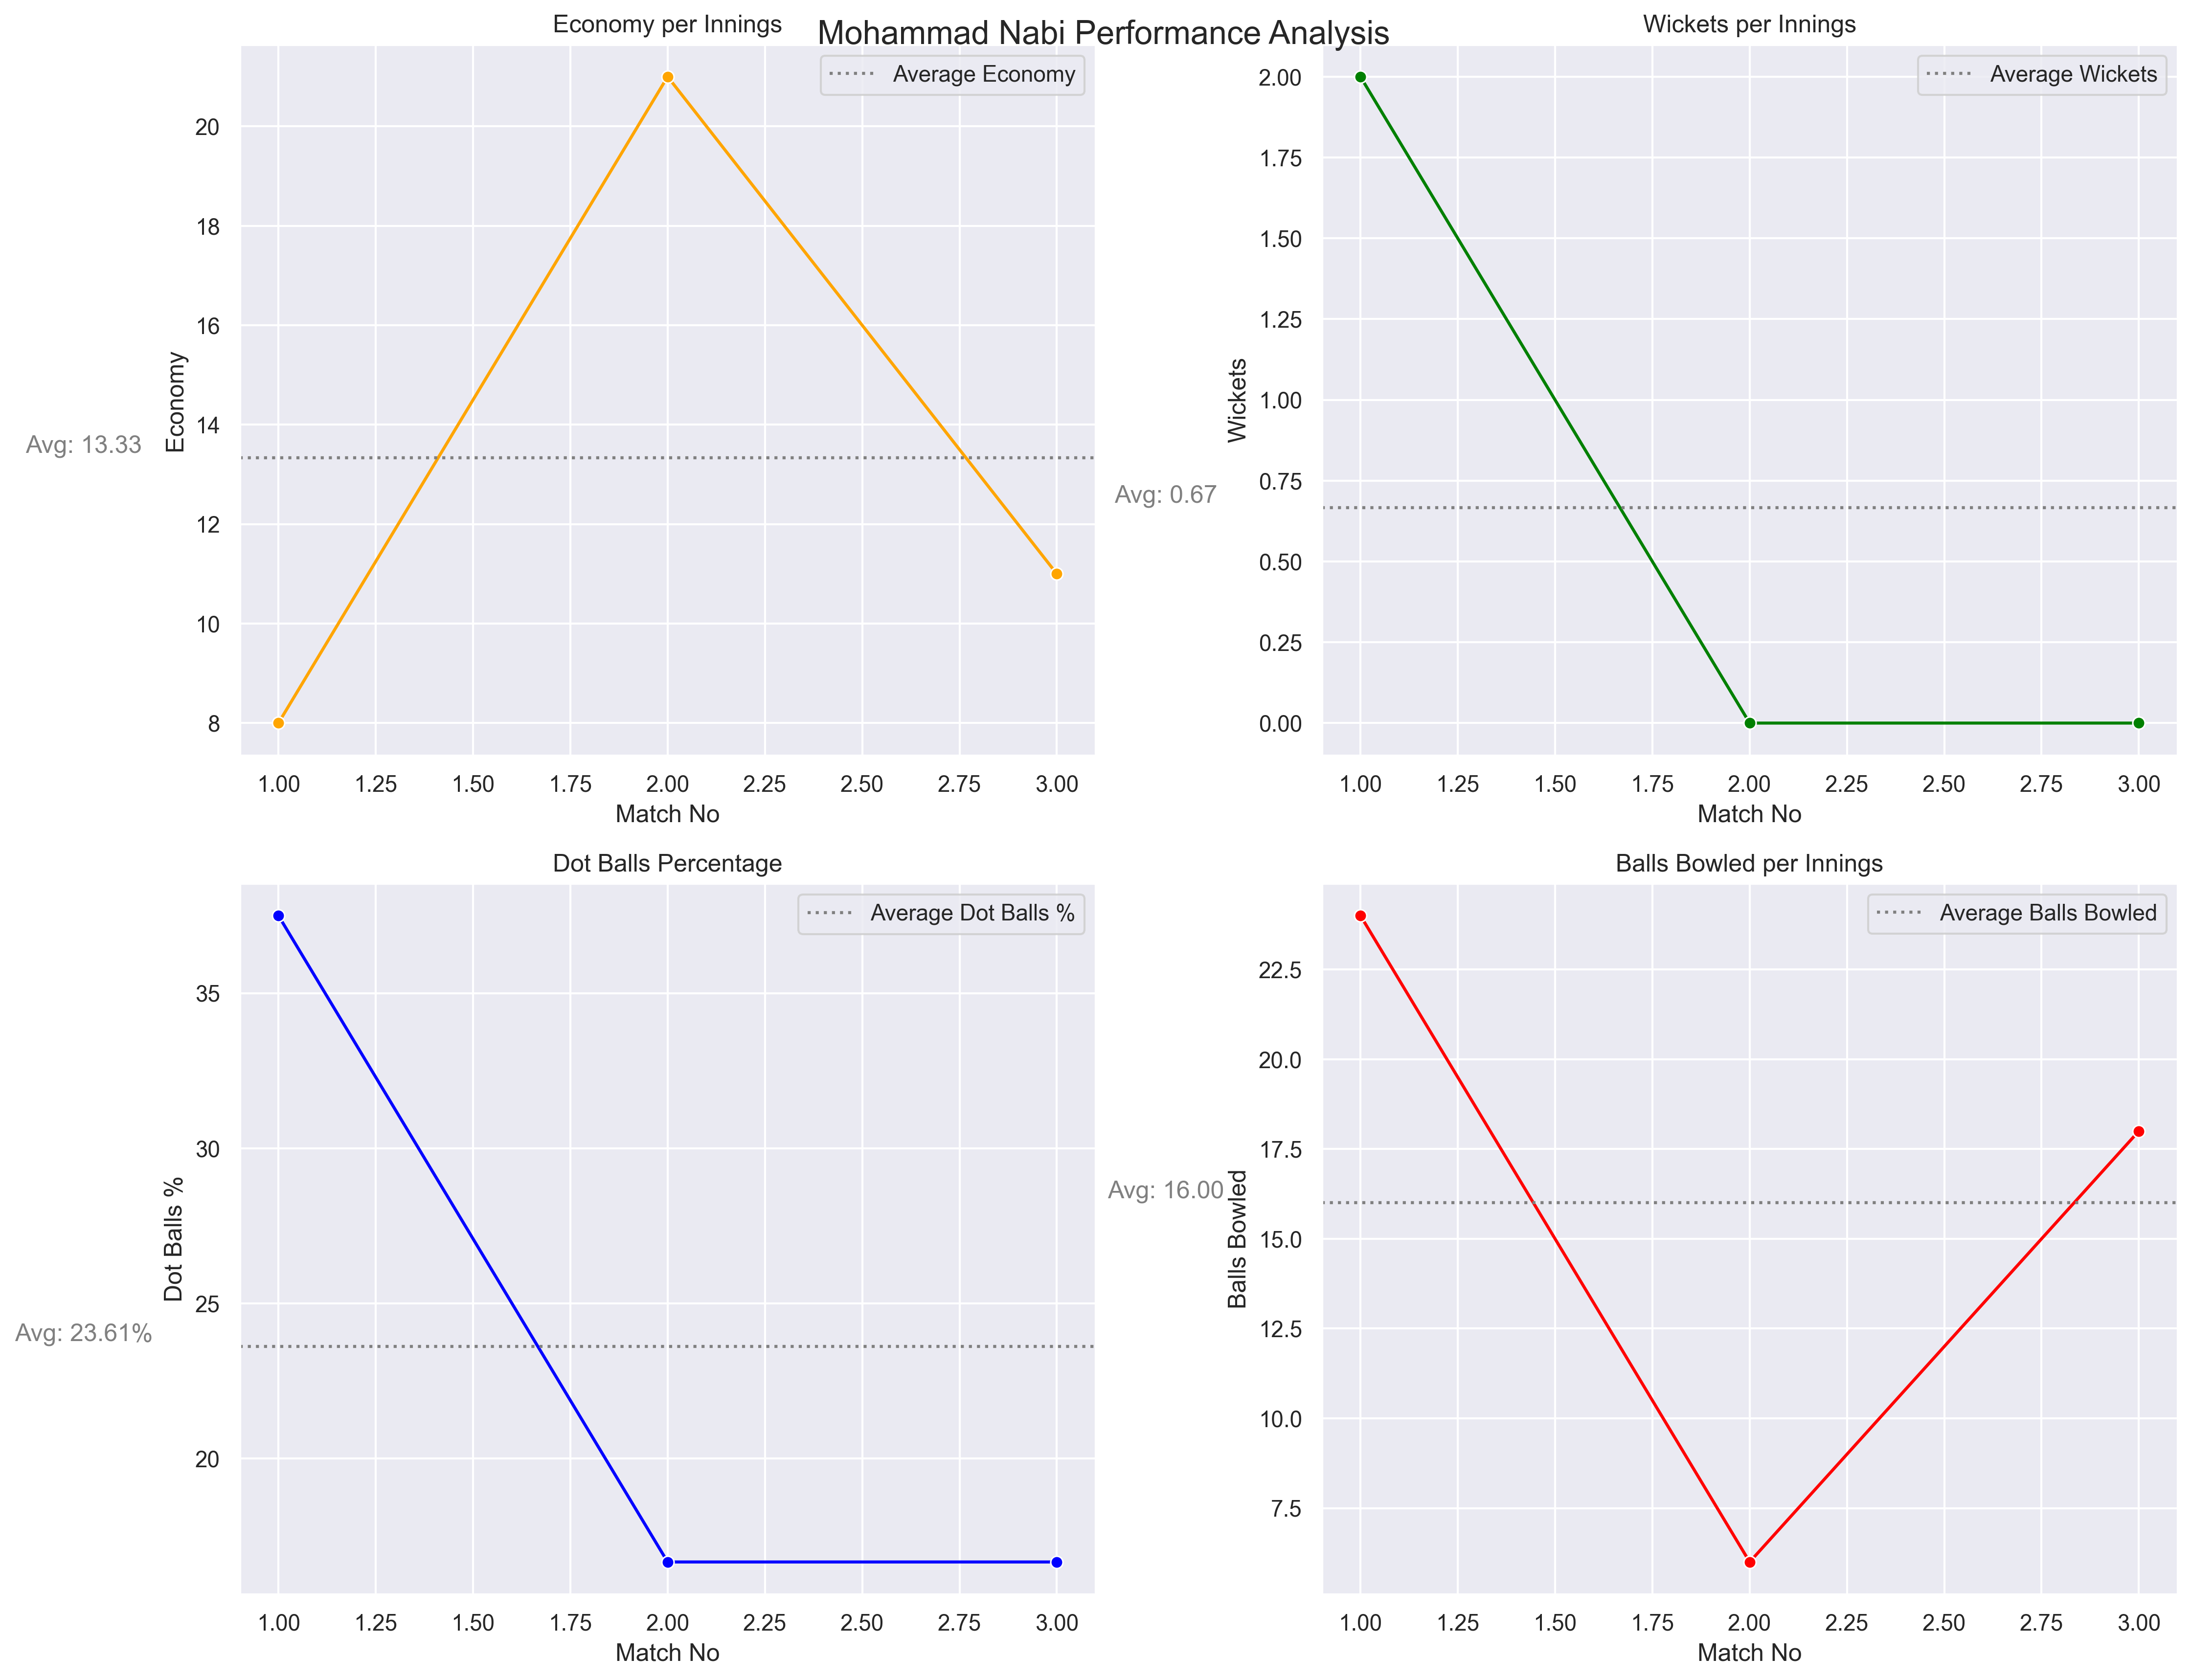 Mohammad Nabi Performance Analysis
Economy per Innings
Average Economy
20
18
16
14
12
10
8
Economy
Avg: 13.33
1.00 1.25 1.50 1.75 2.00 2.25 2.50 2.75 3.00
Match No
Wickets per Innings
Average Wickets
2.00
1.75
1.50
1.25
1.00
0.75
0.50
0.25
0.00
Wickets
Avg: 0.67
1.00 1.25 1.50 1.75 2.00 2.25 2.50 2.75 3.00
Match No
Dot Balls Percentage
Average Dot Balls %
35
30
25
20
Dot Balls %
Avg: 23.61%
1.00 1.25 1.50 1.75 2.00 2.25 2.50 2.75 3.00
Match No
Balls Bowled per Innings
Average Balls Bowled
22.5
20.0
17.5
15.0
12.5
10.0
7.5
Balls Bowled
Avg: 16.00
1.00 1.25 1.50 1.75 2.00 2.25 2.50 2.75 3.00
Match No